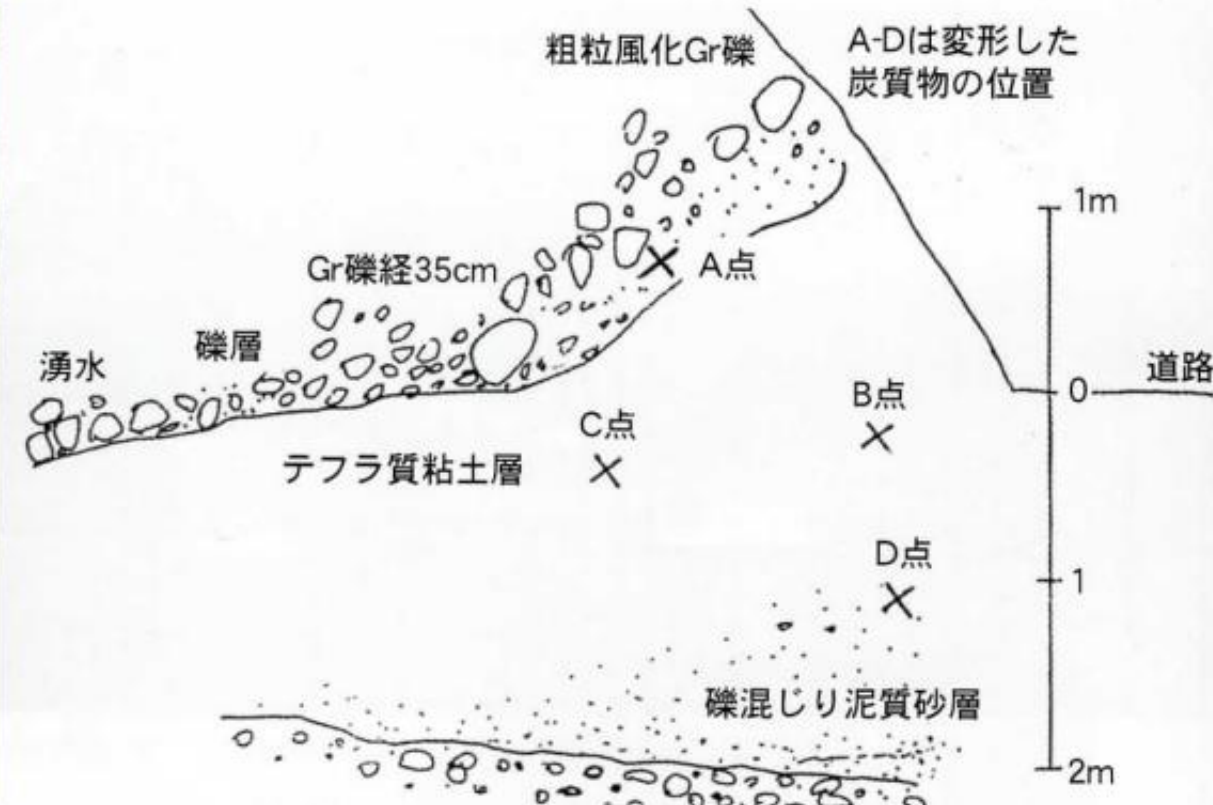 粗粒風化Gr礫
A-Dは変形した
炭質物の位置
1m
A点
Gr礫経35cm
礫層
湧水
道路
0
B点
C点
テフラ質粘土層
D点
1
礫混じり泥質砂層
2m